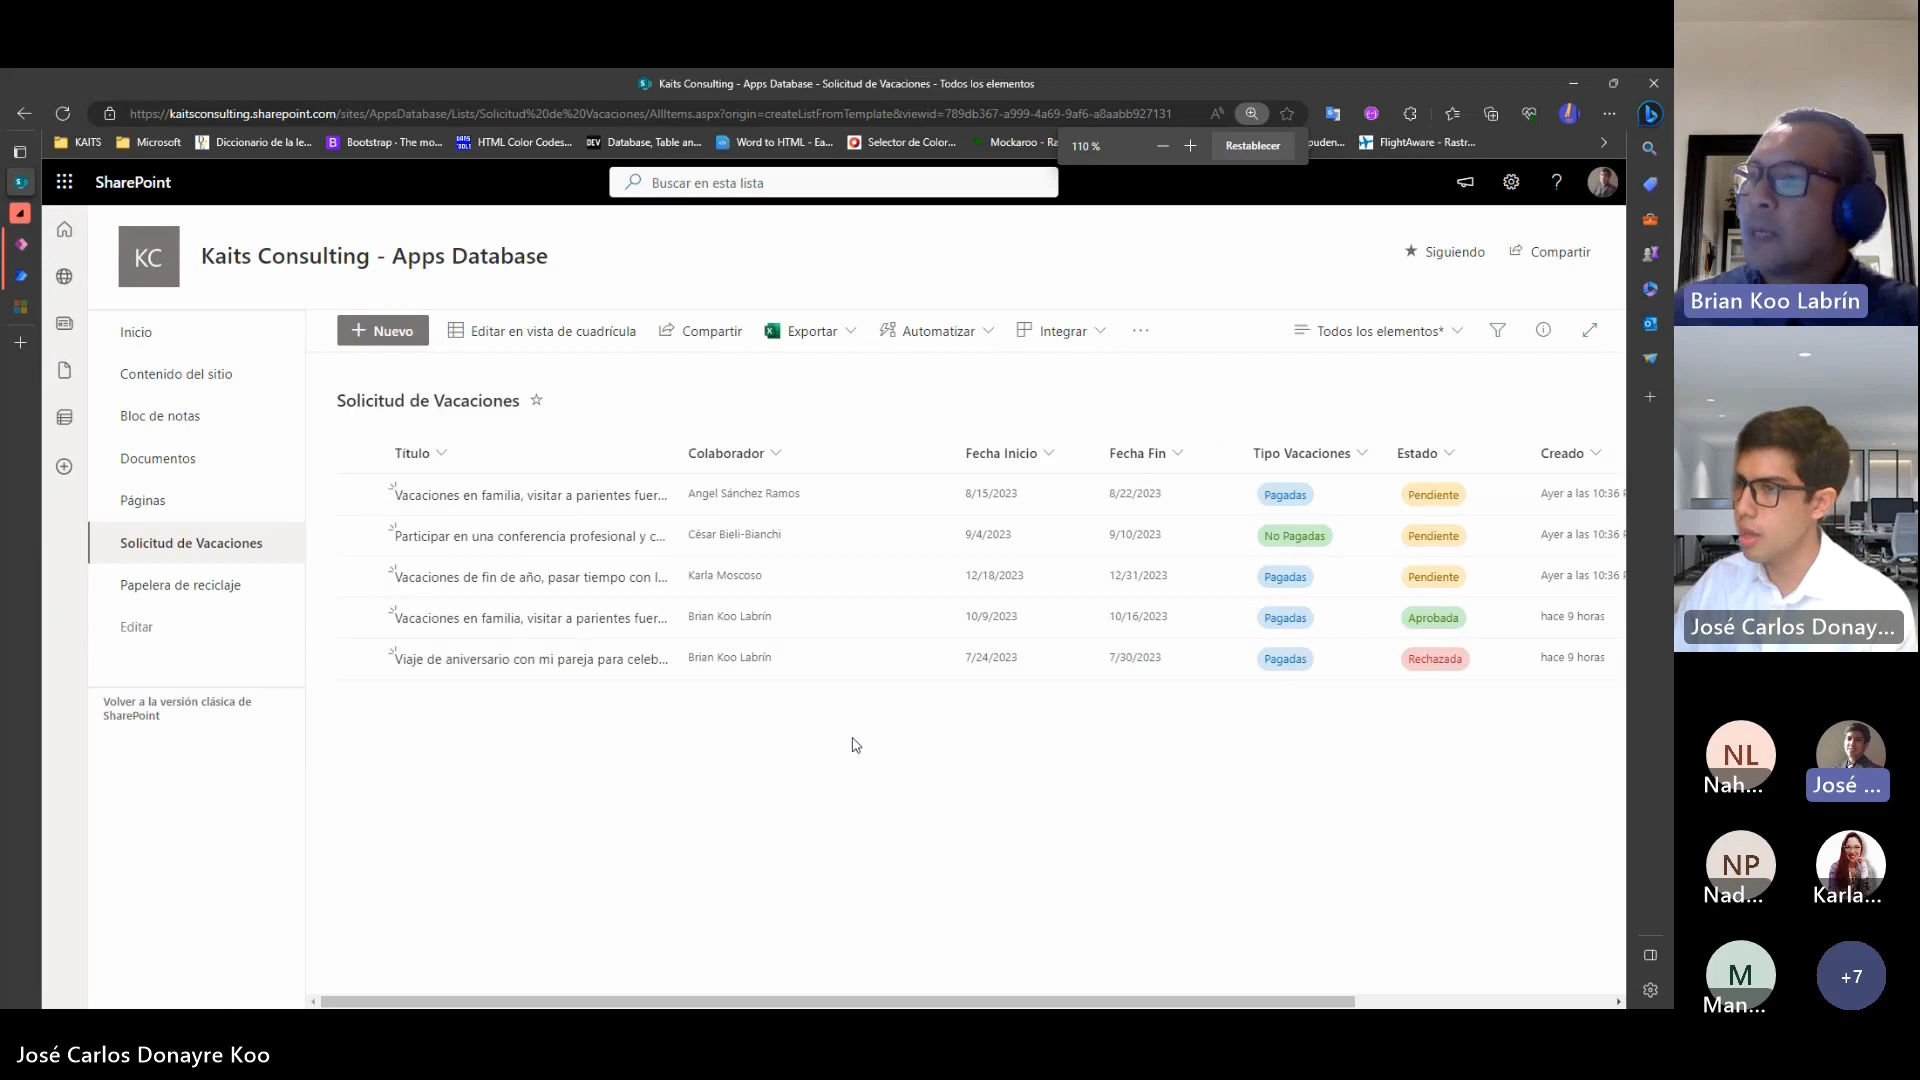 Kaits Consulting - Apps Database - Solicitud de Vacaciones - Todos los elementos
https://kaitsconsulting.sharepoint.com/sites/AppsDatabase/Lists/Solicitud%20de%20Vacaciones/AllItems.aspx?origin=createListFromTemplate&viewid=789db367-a999-4a69-9af6-a8aabb927131
KAITS
Microsoft
Diccionario de la le...
Bootstrap - The mo...
HTML Color Codes...
DEV
Database, Table an...
Word to HTML - Ea...
Selector de Color...
Mockaroo - Ra
puden...
FlightAware - Rastr...
110 %
Restablecer
SharePoint
Buscar en esta lista
KC
Kaits Consulting - Apps Database
Siguiendo
Compartir
Inicio
Contenido del sitio
Bloc de notas
Documentos
Páginas
Solicitud de Vacaciones
Papelera de reciclaje
Editar
Volver a la versión clásica de
SharePoint
Nuevo
Editar en vista de cuadrícula
Compartir
Exportar
Automatizar
Integrar
Todos los elementos*
Solicitud de Vacaciones
Título Colaborador Fecha Inicio Fecha Fin Tipo Vacaciones Estado Creado
Vacaciones en familia, visitar a parientes fuer... Angel Sánchez Ramos 8/15/2023 8/22/2023 Pagadas Pendiente Ayer a las 10:36
Participar en una conferencia profesional y c... César Bieli-Bianchi 9/4/2023 9/10/2023 No Pagadas Pendiente Ayer a las 10:36
Vacaciones de fin de año, pasar tiempo con l... Karla Moscoso 12/18/2023 12/31/2023 Pagadas Pendiente Ayer a las 10:36
Vacaciones en familia, visitar a parientes fuer... Brian Koo Labrín 10/9/2023 10/16/2023 Pagadas Aprobada hace 9 horas
Viaje de aniversario con mi pareja para celeb... Brian Koo Labrín 7/24/2023 7/30/2023 Pagadas Rechazada hace 9 horas
Brian Koo Labrín
José Carlos Donay...
NL
Nah...
José ...
NP
Nad...
Karla...
M
Man...
+7
José Carlos Donayre Koo